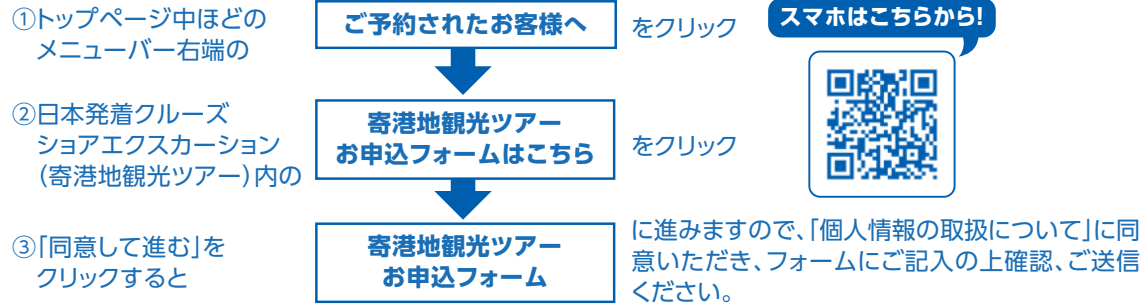 ①トップページ中ほどの
メニューバー右端の
ご予約されたお客様へ
をクリック
スマホはこちらから!
②日本発着クルーズ
ショアエクスカーション
(寄港地観光ツアー)内の
寄港地観光ツアー
お申込フォームはこちら
をクリック
③「同意して進む」を
クリックすると
寄港地観光ツアー
お申込フォーム
に進みますので、「個人情報の取扱について」に同
意いただき、フォームにご記入の上確認、ご送信
ください。